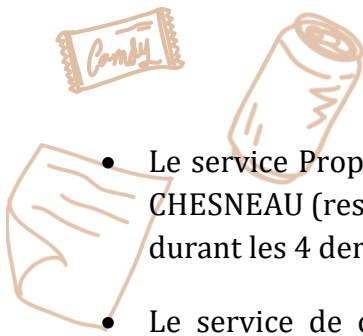 Candy
• Le service Prop
CHESNEAU (res
durant les 4 der
• Le service de